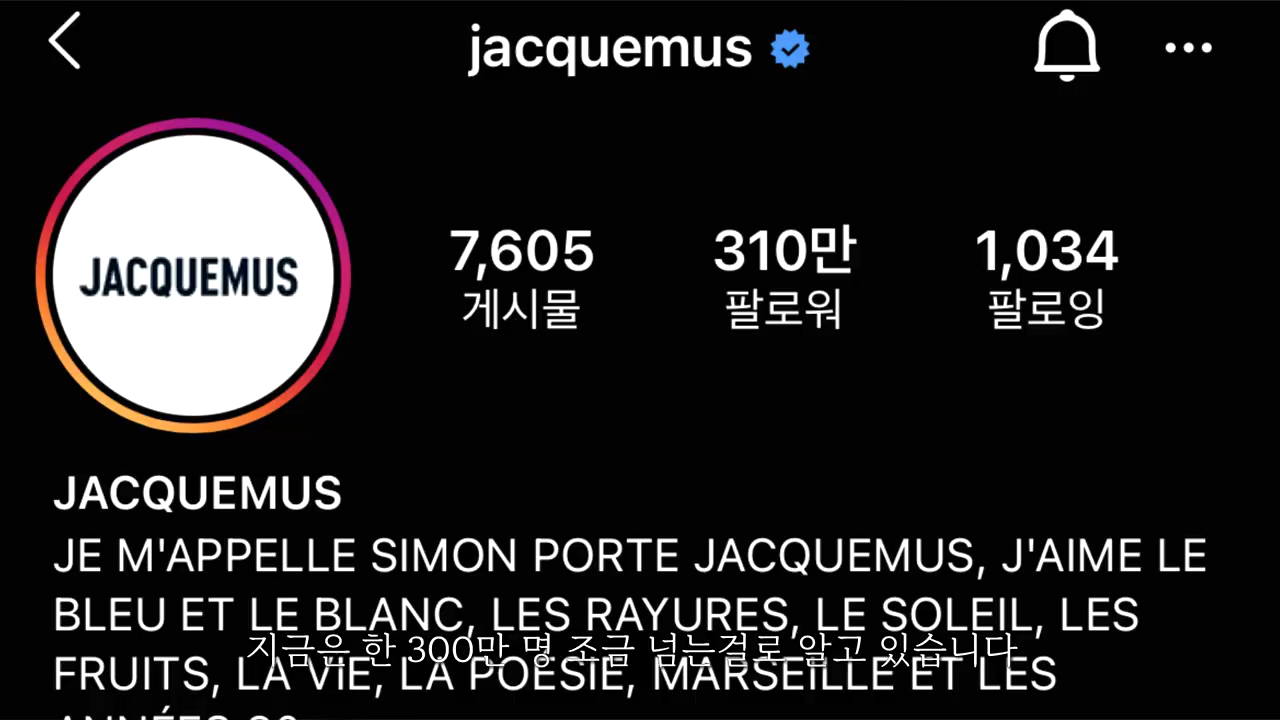 jacquemus
JACQUEMUS
7,605
게시물
310만
팔로워
1,034
팔로잉
JACQUEMUS
JE M'APPELLE SIMON PORTE JACQUEMUS, J'AIME LE
BLEU ET LE BLANC, LES RAYURES, LE SOLEIL, LES
지금은 한 300만 명 조금 넘는걸로 알고 있습니다
FRUITS, LA VIE, LA POÉSIE, MARSEILLE ET LES